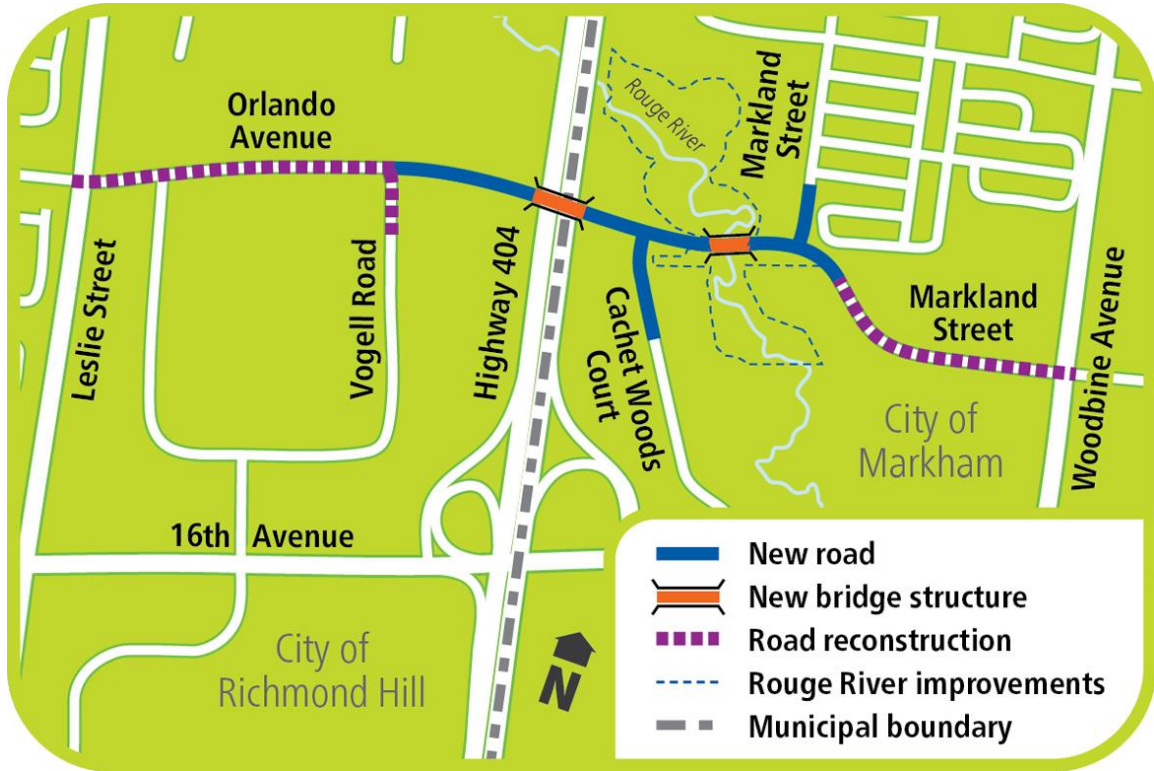 Orlando
Avenue
Rouge River
Markland
Street
Leslie Street
Vogell Road
Highway 404
Cachet Woods
Court
Markland
Street
Woodbine Avenue
City of
Markham
16th Avenue
City of
Richmond Hill
N
New road
New bridge structure
Road reconstruction
Rouge River improvements
Municipal boundary